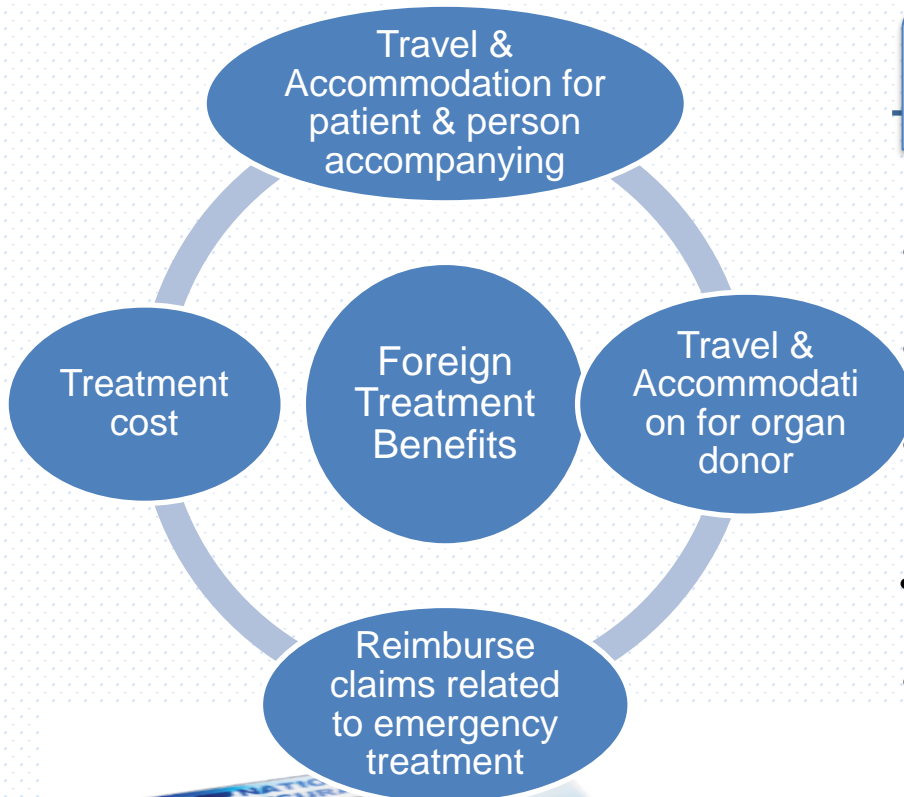 Travel &
Accommodation for
patient & person
accompanying
Treatment
cost
Foreign
Treatment
Benefits
Travel &
Accommodati
on for organ
donor
Reimburse
claims related
to emergency
treatment